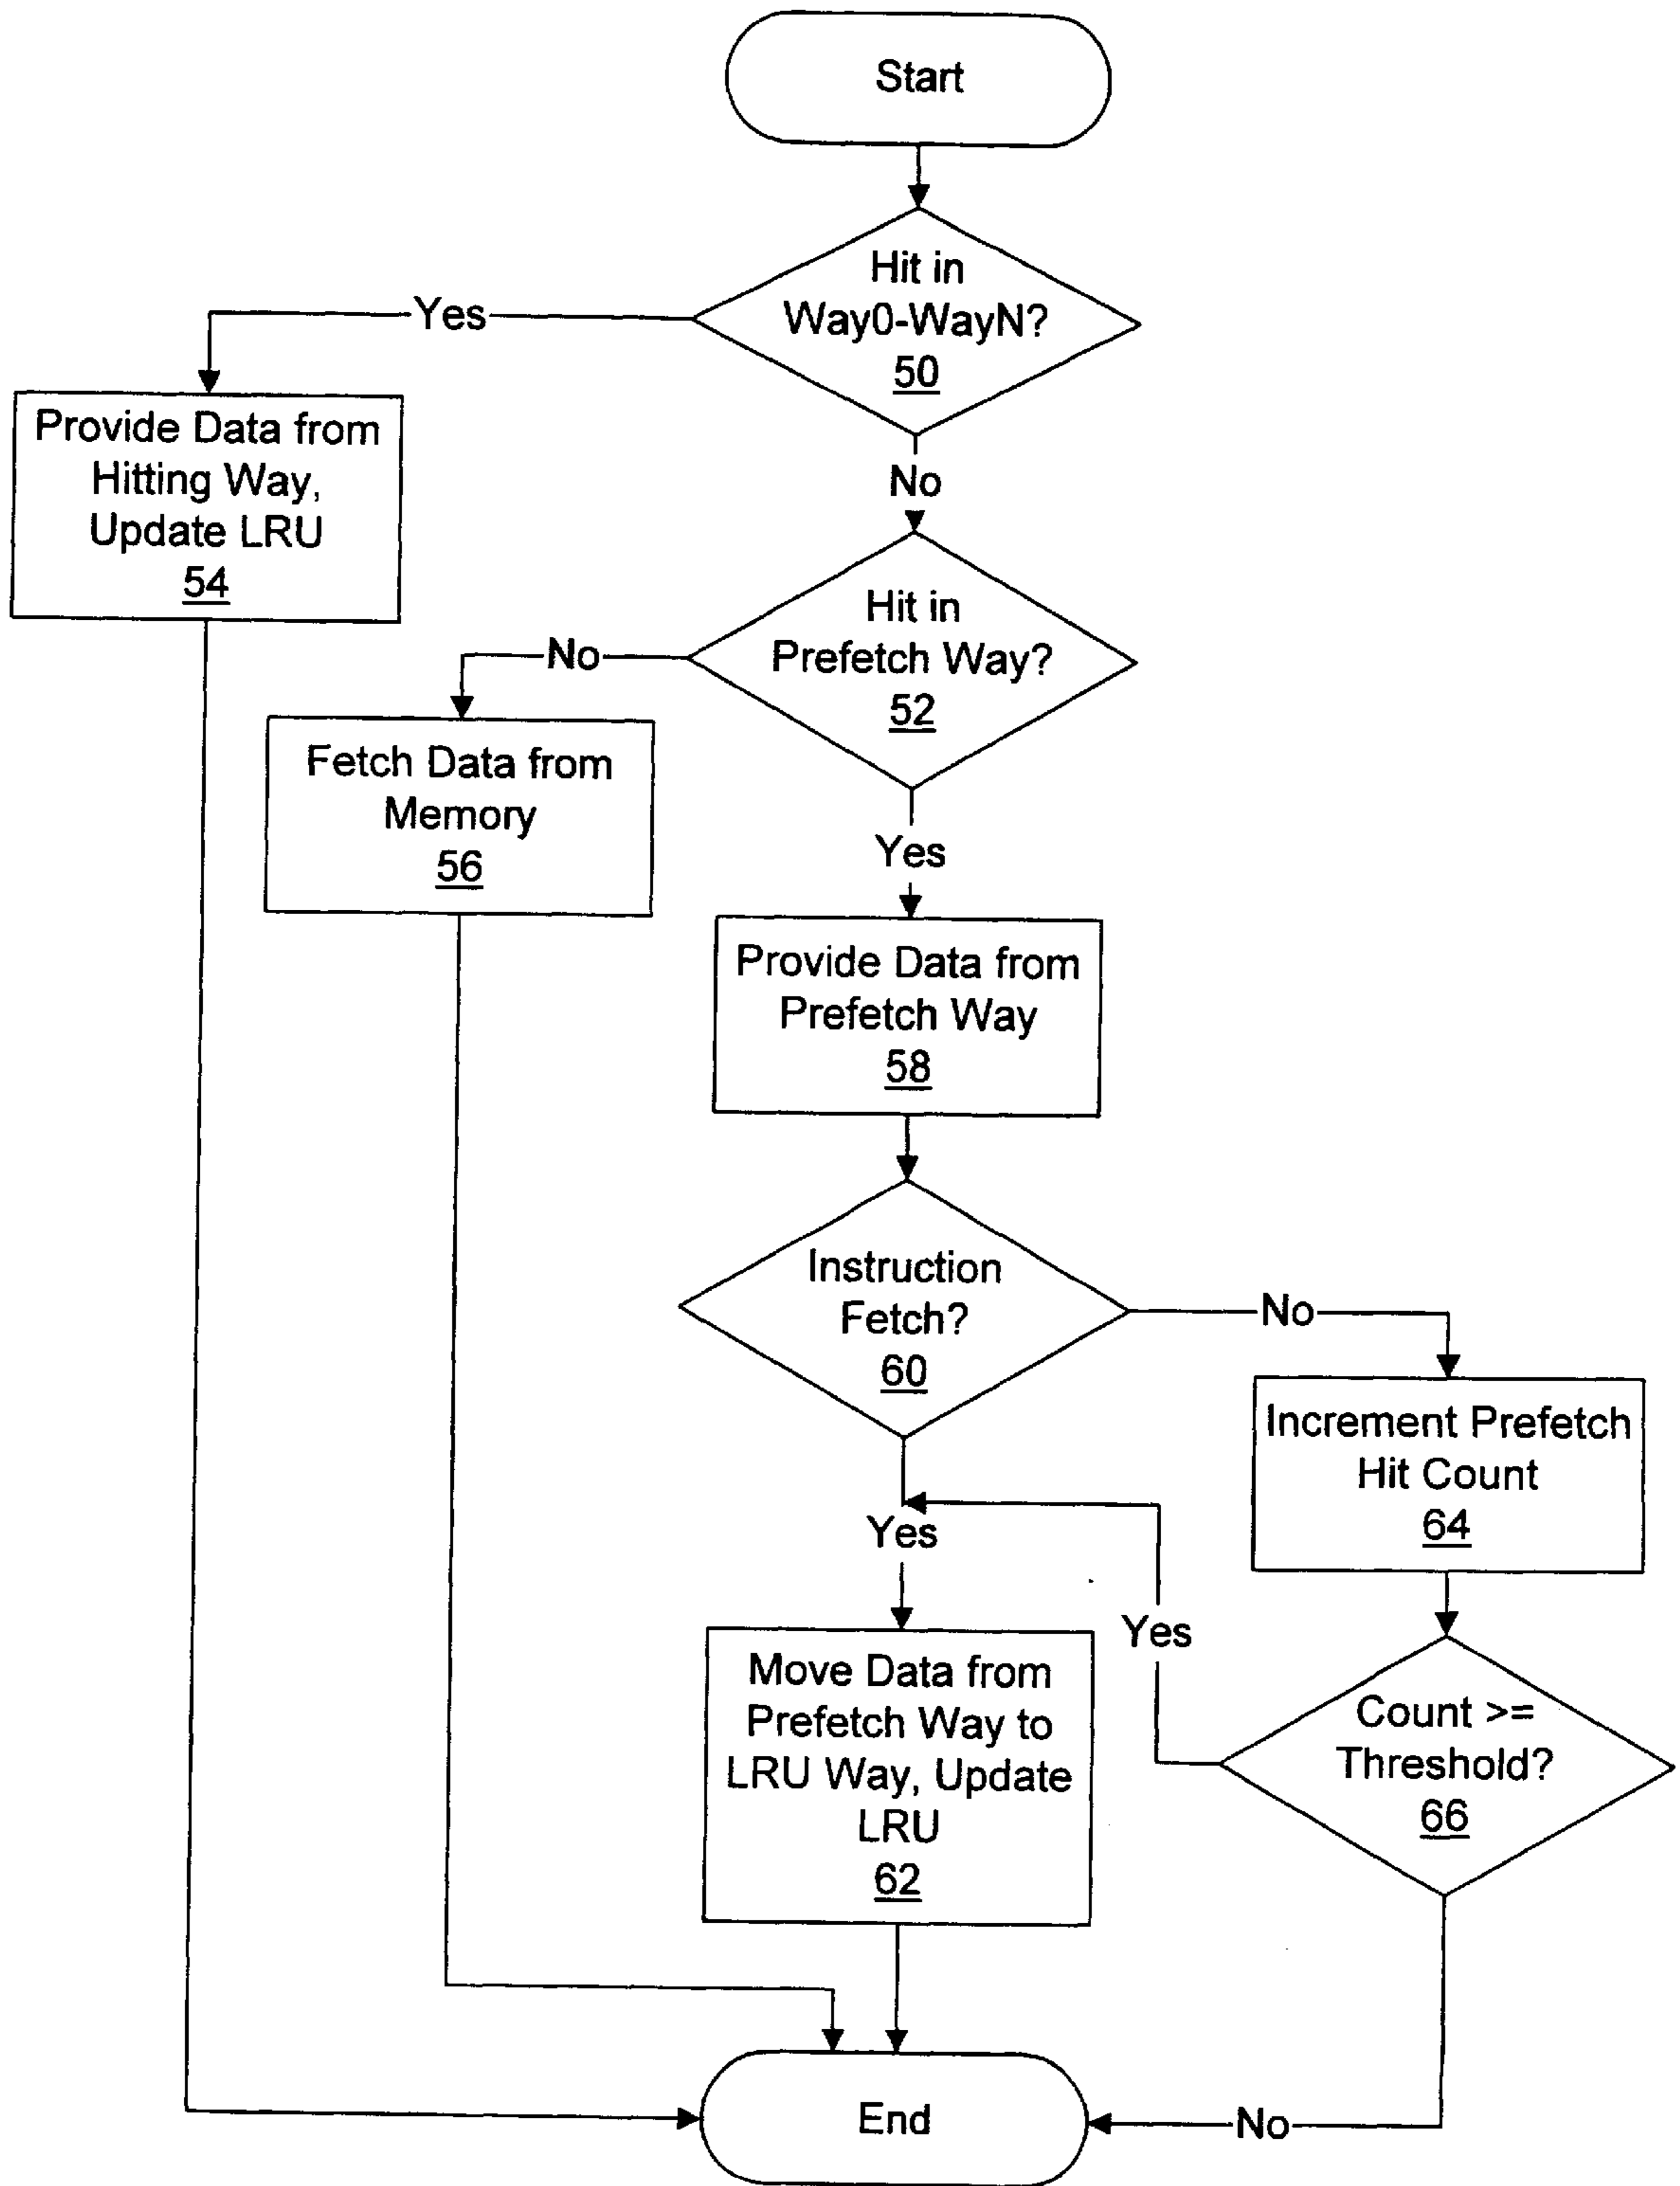 Start
Hit in
Way0-WayN?
50
Yes
No
Provide Data from
Hitting Way,
Update LRU
54
Hit in
Prefetch Way?
52
No
Yes
Fetch Data from
Memory
56
Provide Data from
Prefetch Way
58
Instruction
Fetch?
60
No
Yes
Increment Prefetch
Hit Count
64
Move Data from
Prefetch Way to
LRU Way, Update
LRU
62
Yes
Count >=
Threshold?
66
No
End